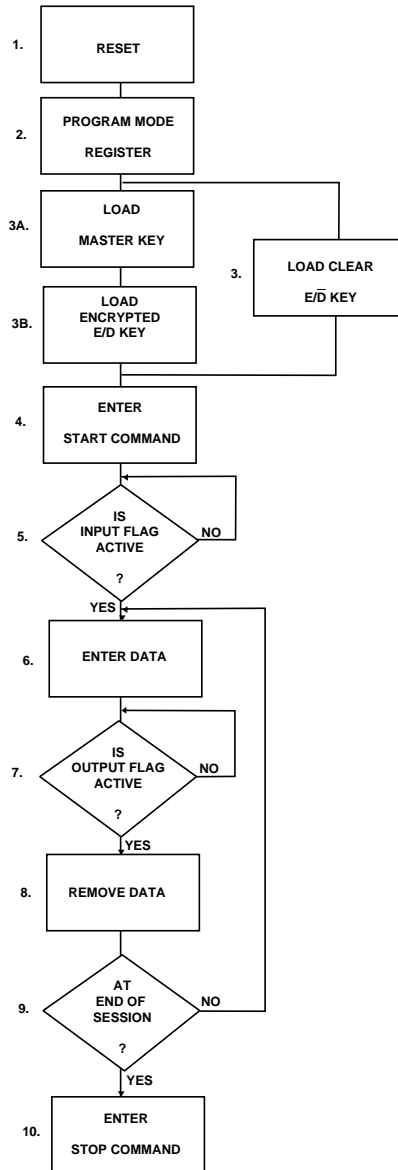 1.
RESET
2.
PROGRAM MODE
REGISTER
3A.
LOAD
MASTER KEY
3.
LOAD CLEAR
E/D̅ KEY
3B.
LOAD
ENCRYPTED
E/D KEY
4.
ENTER
START COMMAND
5.
IS
INPUT FLAG
ACTIVE
?
NO
YES
6.
ENTER DATA
7.
IS
OUTPUT FLAG
ACTIVE
?
NO
YES
8.
REMOVE DATA
9.
AT
END OF
SESSION
?
NO
YES
10.
ENTER
STOP COMMAND